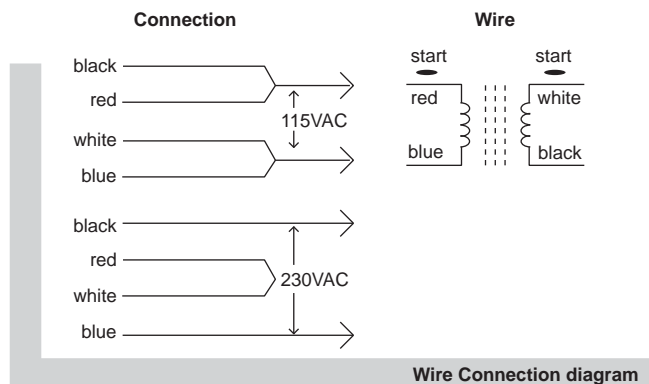 Connection
black
red
115VAC
white
blue
black
red
230VAC
white
blue
Wire
start
start
red
white
blue
black
Wire Connection diagram